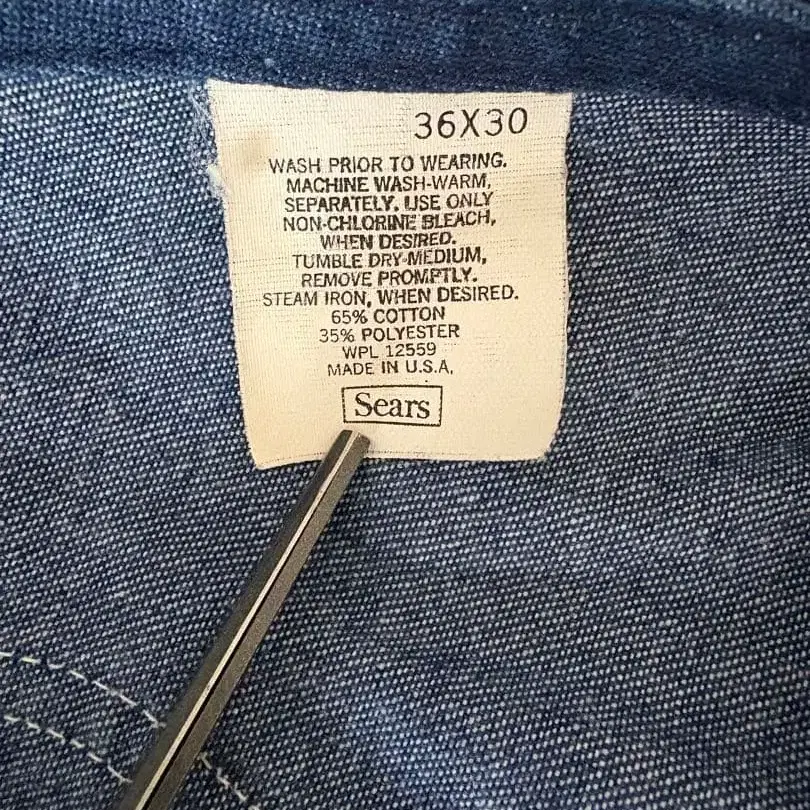 36X30
WASH PRIOR TO WEARING.
MACHINE WASH-WARM,
SEPARATELY. USE ONLY
NON-CHLORINE BLEACH,
WHEN DESIRED.
TUMBLE DRY-MEDIUM,
REMOVE PROMPTLY.
STEAM IRON, WHEN DESIRED.
65% COTTON
35% POLYESTER
WPL 12559
MADE IN U.S.A.
Sears